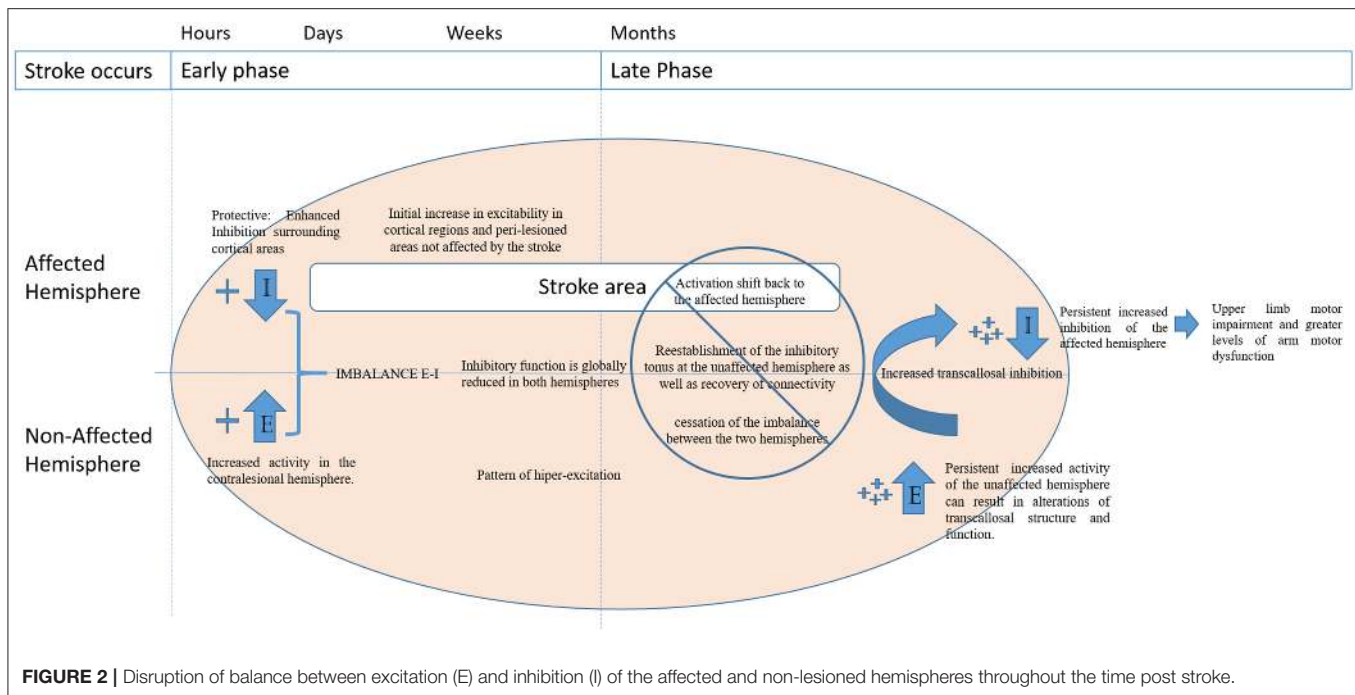 Hours Days Weeks Months
Stroke occurs Early phase Late Phase
Protective: Enhanced
Inhibition surrounding
cortical areas
Initial increase in excitability in
cortical regions and peri-lesioned
areas not affected by the stroke
Affected
Hemisphere
+ I
Stroke area
Activation shift back to
the affected hemisphere
Reestablishment of the inhibitory
tonus at the unaffected hemisphere as
well as recovery of connectivity
cessation of the imbalance
between the two hemispheres
IMBALANCE E-I
Inhibitory function is globally
reduced in both hemispheres
++++ I
Persistent increased
inhibition of the
affected hemisphere
Upper limb motor
impairment and greater
levels of arm motor
dysfunction
Increased transcallosal inhibition
Non-Affected
Hemisphere
+ E
Increased activity in the
contralesional hemisphere.
Pattern of hiper-excitation
++++ E
Persistent increased activity
of the unaffected hemisphere
can result in alterations of
transcallosal structure and
function.
FIGURE 2 | Disruption of balance between excitation (E) and inhibition (I) of the affected and non-lesioned hemispheres throughout the time post stroke.